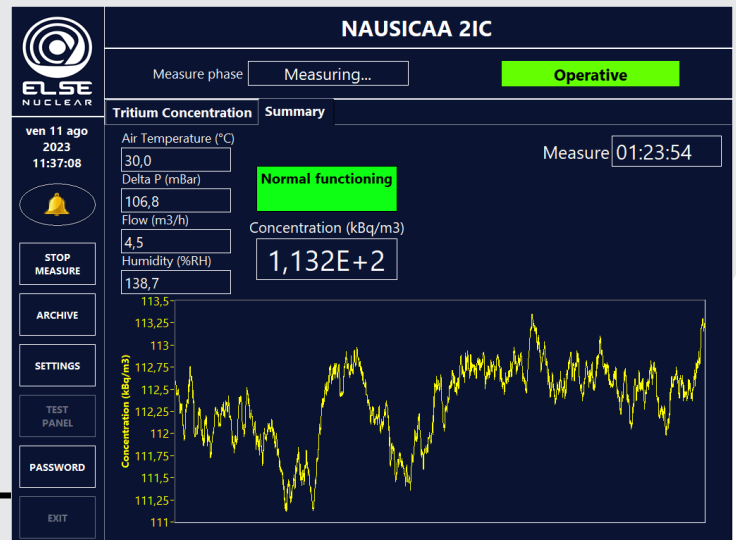 NAUSICAA 2IC
ELSE
NUCLEAR
Measure phase Measuring... Operative
Tritium Concentration Summary
ven 11 ago
2023
11:37:08
Air Temperature (°C)
30,0
Delta P (mBar)
106,8
Flow (m3/h)
4,5
Humidity (%RH)
138,7
Normal functioning
Concentration (kBq/m3)
1,132E+2
Measure 01:23:54
STOP
MEASURE
ARCHIVE
SETTINGS
TEST
PANEL
PASSWORD
EXIT
Concentration (kBq/m3)
113,5
113,25
113
112,75
112,5
112,25
112
111,75
111,5
111,25
111